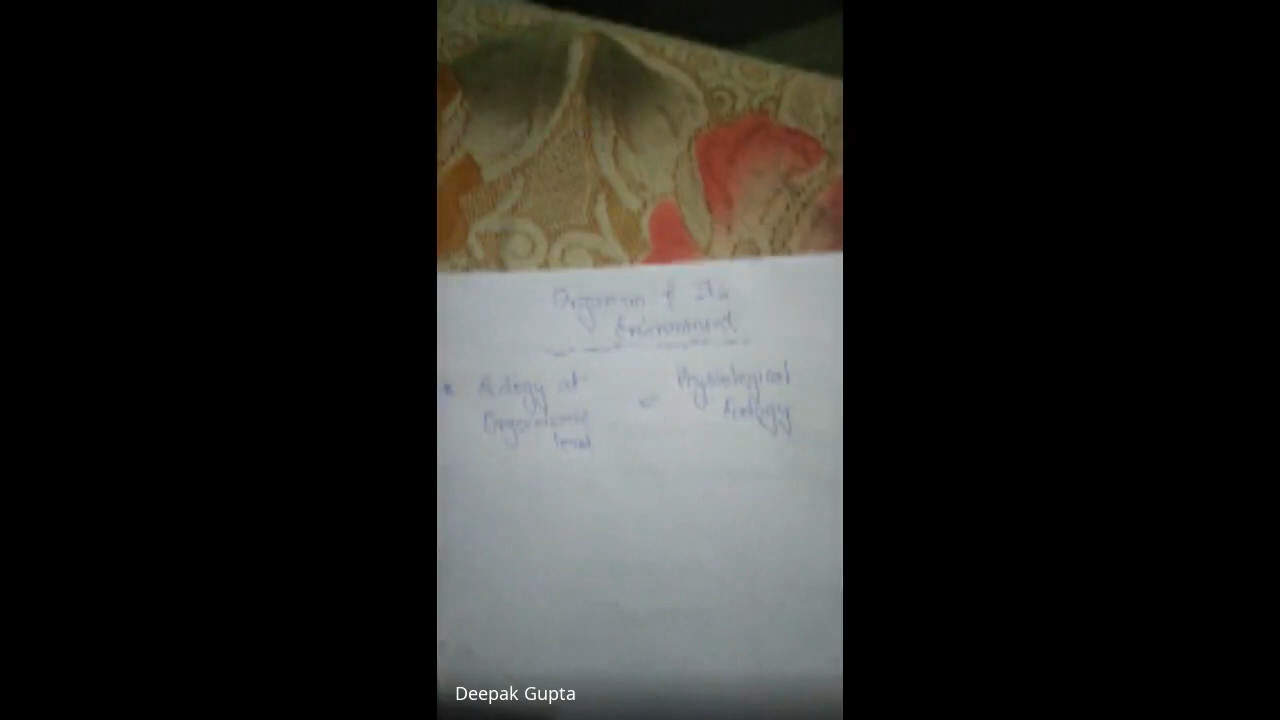 Organism & Its
Environment
Ecology at = Physiological
Organismic Ecology
level
Deepak Gupta